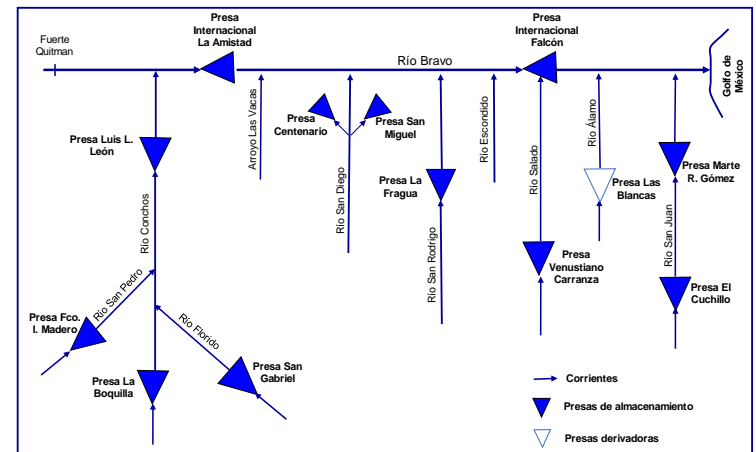 Presa
Internacional
La Amistad
Presa
Internacional
Falcón
Fuerte
Quitman
Río Bravo
Golfo de
México
Arroyo Las Vacas
Presa
Centenario
Presa San
Miguel
Río San Diego
Río Escondido
Río Salado
Río Álamo
Presa Luis L.
León
Presa La
Fragua
Presa Las
Blancas
Presa Marte
R. Gómez
Río Conchos
Río San Rodrigo
Río San Juan
Presa
Venustiano
Carranza
Presa El
Cuchillo
Río San Pedro
Presa Fco.
I. Madero
Río Florido
Presa San
Gabriel
Presa La
Boquilla
Corrientes
Presas de almacenamiento
Presas derivadoras